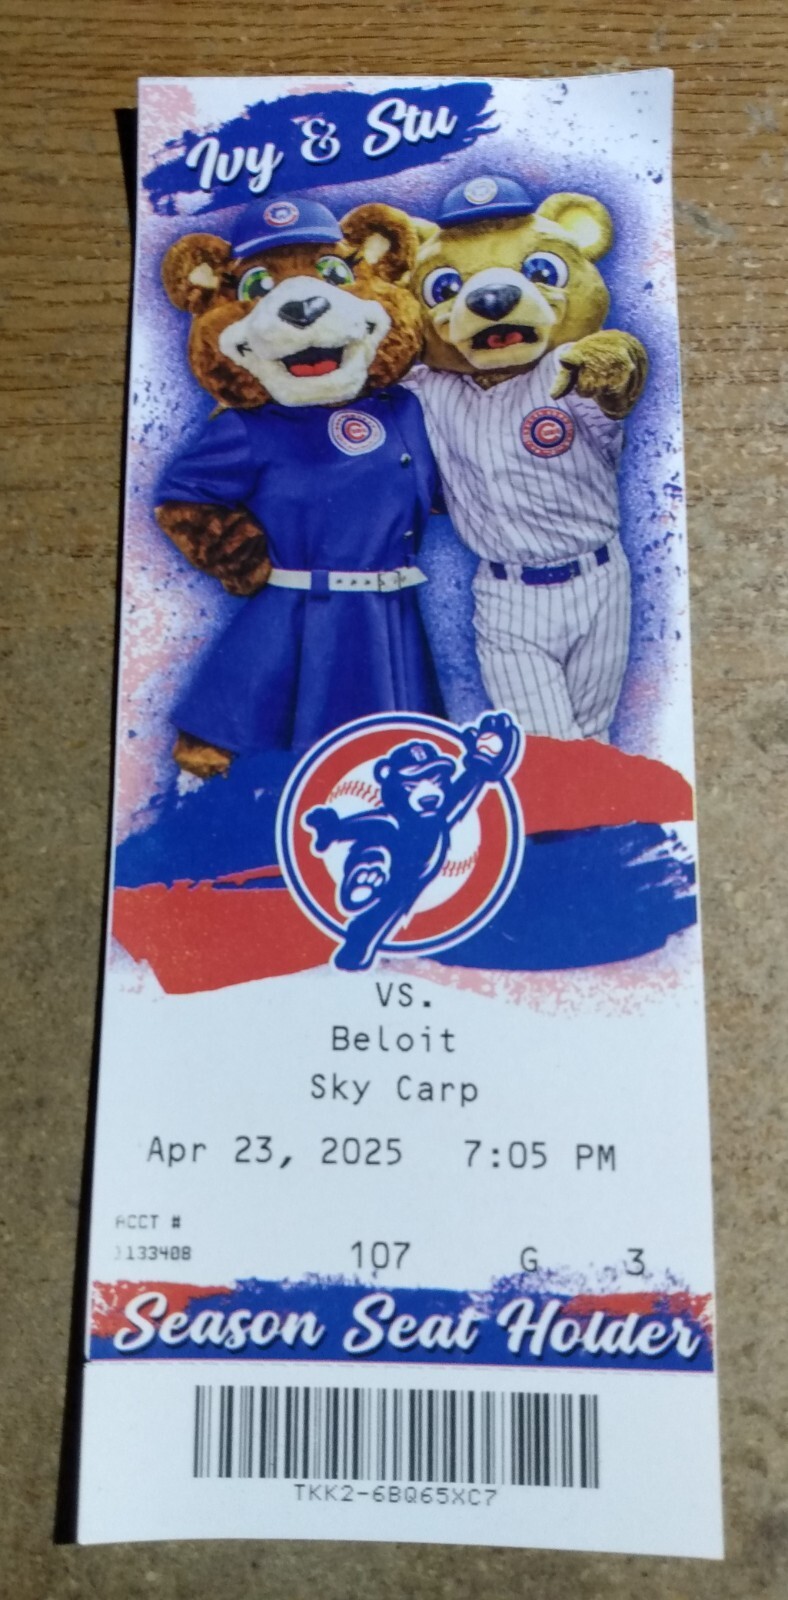 Ivy & Stu
VS.
Beloit
Sky Carp
Apr 23, 2025 7:05 PM
ACCT #
1133408 107 G 3
Season Seat Holder
TKK2-6BQ65XC7